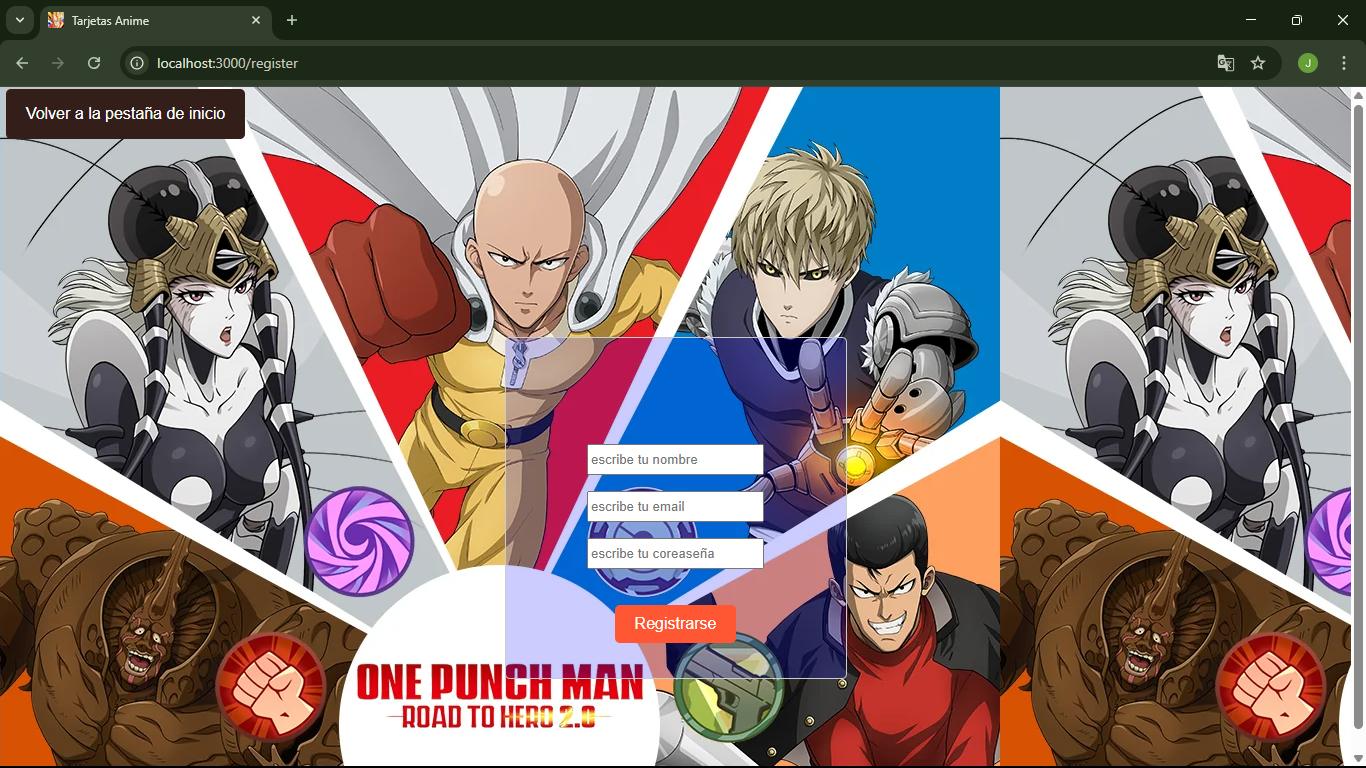 Tarjetas Anime
localhost:3000/register
J
Volver a la pestaña de inicio
escribe tu nombre
escribe tu email
escribe tu coreaseña
Registrarse
ONE PUNCH MAN
ROAD TO HERO 2.0